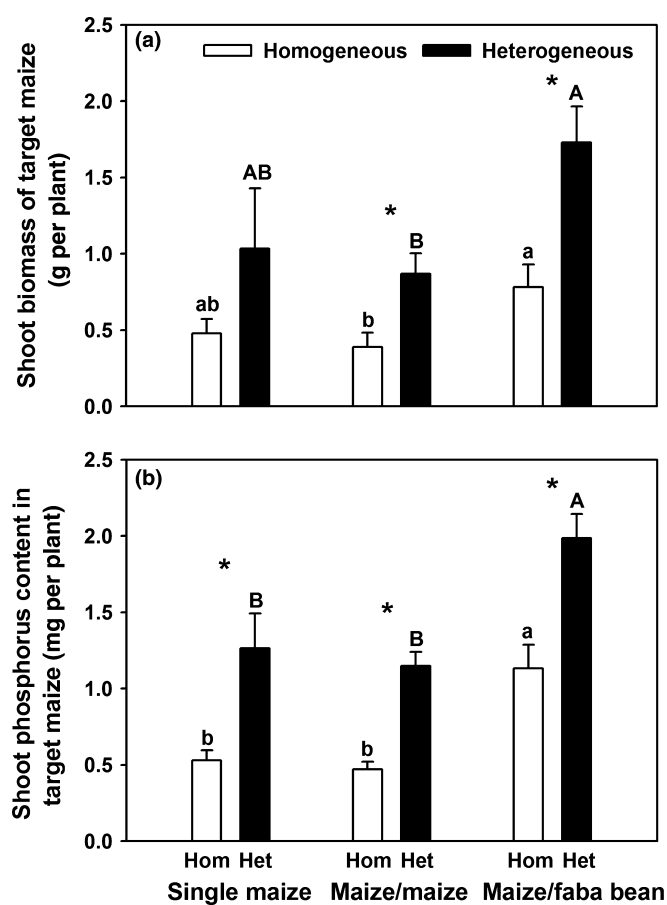 (a)
Homogeneous Heterogeneous
Shoot biomass of target maize
(g per plant)
2.5
2.0
1.5
1.0
0.5
0.0
ab
AB
*
b
B
*
a
A
(b)
Shoot phosphorus content in
target maize (mg per plant)
2.5
2.0
1.5
1.0
0.5
0.0
*
b
B
*
b
B
*
a
A
Hom Het Hom Het Hom Het
Single maize Maize/maize Maize/faba bean